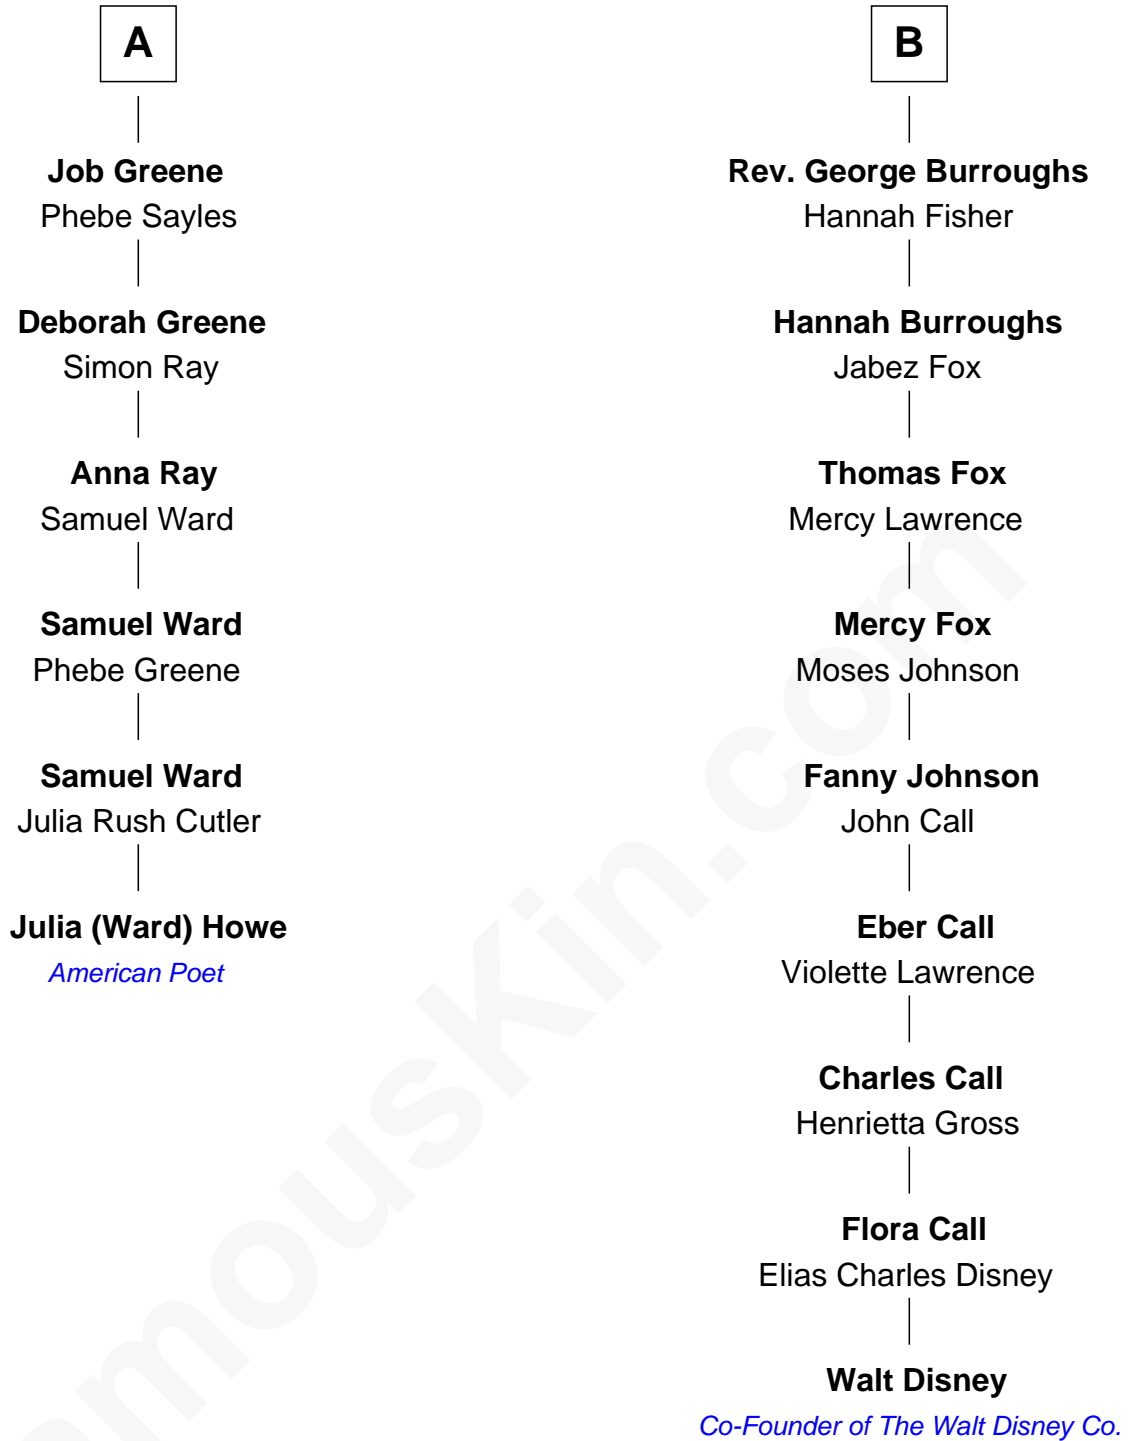 A
Job Greene
Phebe Sayles
Deborah Greene
Simon Ray
Anna Ray
Samuel Ward
Samuel Ward
Phebe Greene
Samuel Ward
Julia Rush Cutler
Julia (Ward) Howe
American Poet
B
Rev. George Burroughs
Hannah Fisher
Hannah Burroughs
Jabez Fox
Thomas Fox
Mercy Lawrence
Mercy Fox
Moses Johnson
Fanny Johnson
John Call
Eber Call
Violette Lawrence
Charles Call
Henrietta Gross
Flora Call
Elias Charles Disney
Walt Disney
Co-Founder of The Walt Disney Co.
amouskin.com